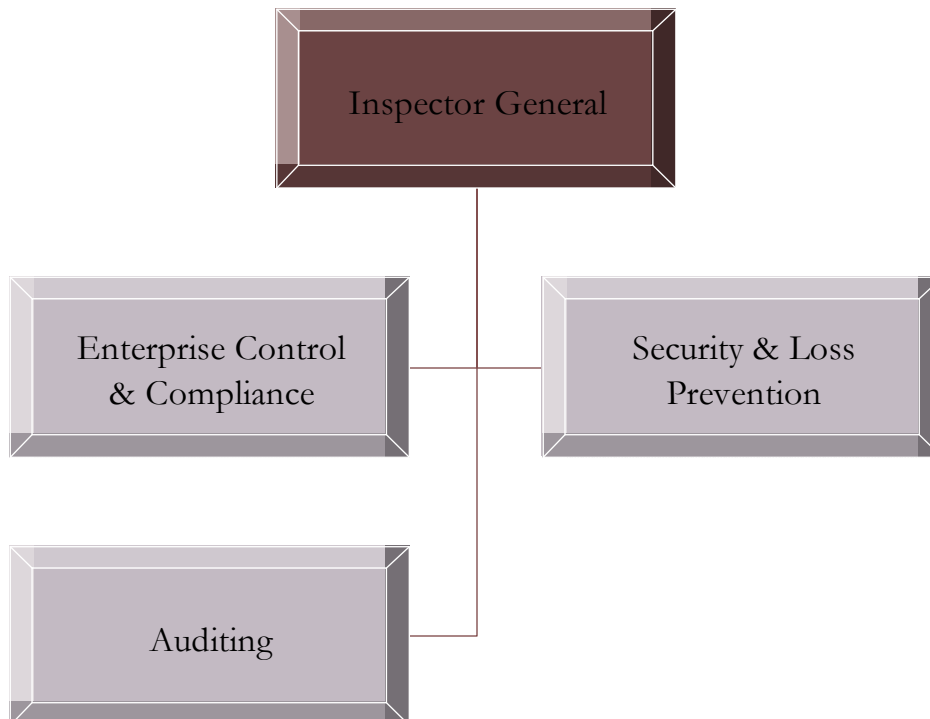 Inspector General
Enterprise Control
& Compliance
Security & Loss
Prevention
Auditing